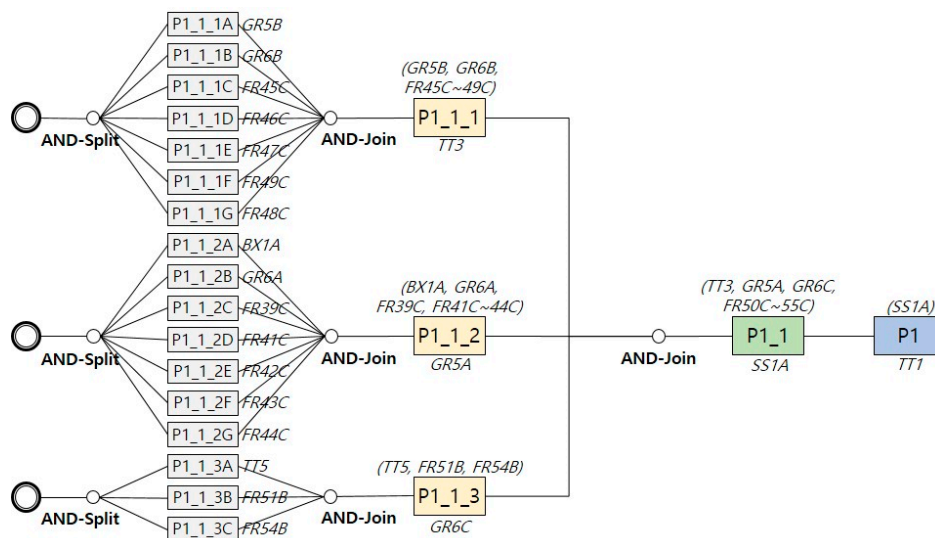 P1_1_1A GR5B
P1_1_1B GR6B
P1_1_1C FR45C
P1_1_1D FR46C
P1_1_1E FR47C
P1_1_1F FR49C
P1_1_1G FR48C
AND-Split
AND-Join
(GR5B, GR6B,
FR45C~49C)
P1_1_1
TT3
P1_1_2A BX1A
P1_1_2B GR6A
P1_1_2C FR39C
P1_1_2D FR41C
P1_1_2E FR42C
P1_1_2F FR43C
P1_1_2G FR44C
AND-Split
AND-Join
(BX1A, GR6A,
FR39C, FR41C~44C)
P1_1_2
GR5A
P1_1_3A TT5
P1_1_3B FR51B
P1_1_3C FR54B
AND-Split
AND-Join
(TT5, FR51B, FR54B)
P1_1_3
GR6C
AND-Join
(TT3, GR5A, GR6C,
FR50C~55C)
P1_1
SS1A
(SS1A)
P1
TT1